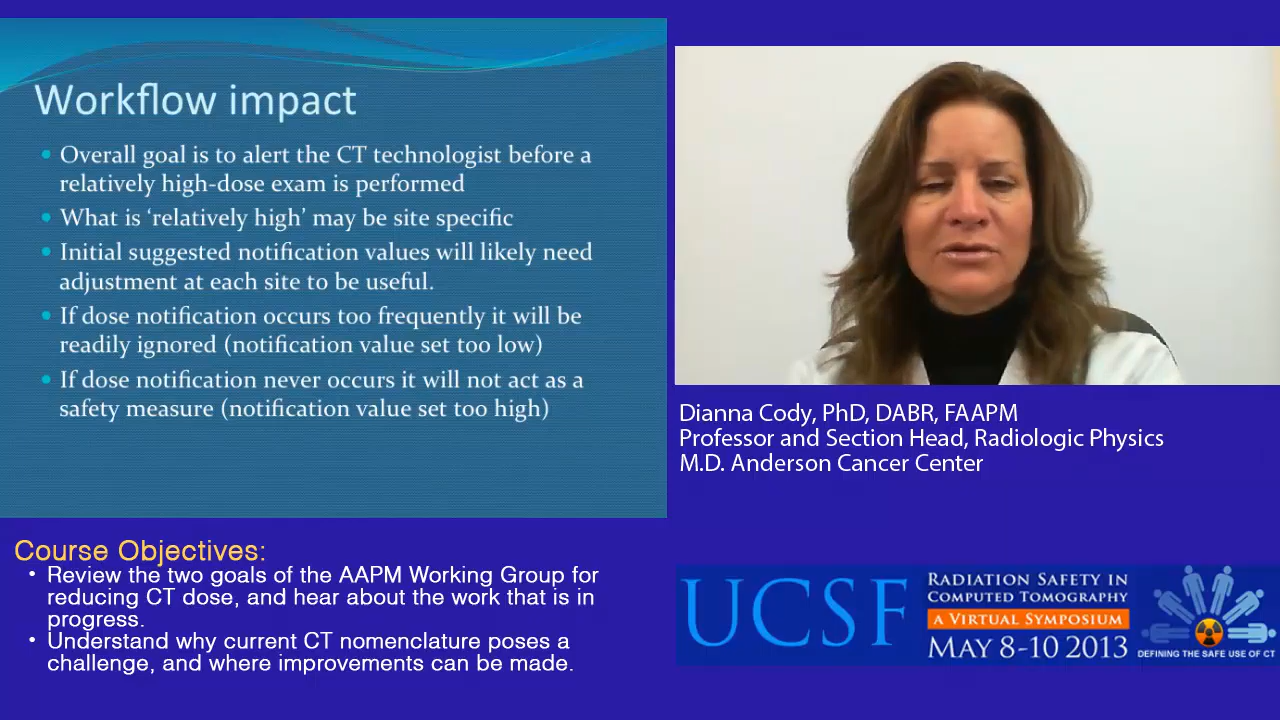 Workflow impact
Overall goal is to alert the CT technologist before a
relatively high-dose exam is performed
What is ‘relatively high’ may be site specific
Initial suggested notification values will likely need
adjustment at each site to be useful.
If dose notification occurs too frequently it will be
readily ignored (notification value set too low)
If dose notification never occurs it will not act as a
safety measure (notification value set too high)
Dianna Cody, PhD, DABR, FAAPM
Professor and Section Head, Radiologic Physics
M.D. Anderson Cancer Center
Course Objectives:
• Review the two goals of the AAPM Working Group for
reducing CT dose, and hear about the work that is in
progress.
• Understand why current CT nomenclature poses a
challenge, and where improvements can be made.
UCSF
RADIATION SAFETY IN
COMPUTED TOMOGRAPHY
A VIRTUAL SYMPOSIUM
MAY 8-10 2013
DEFINING THE SAFE USE OF CT